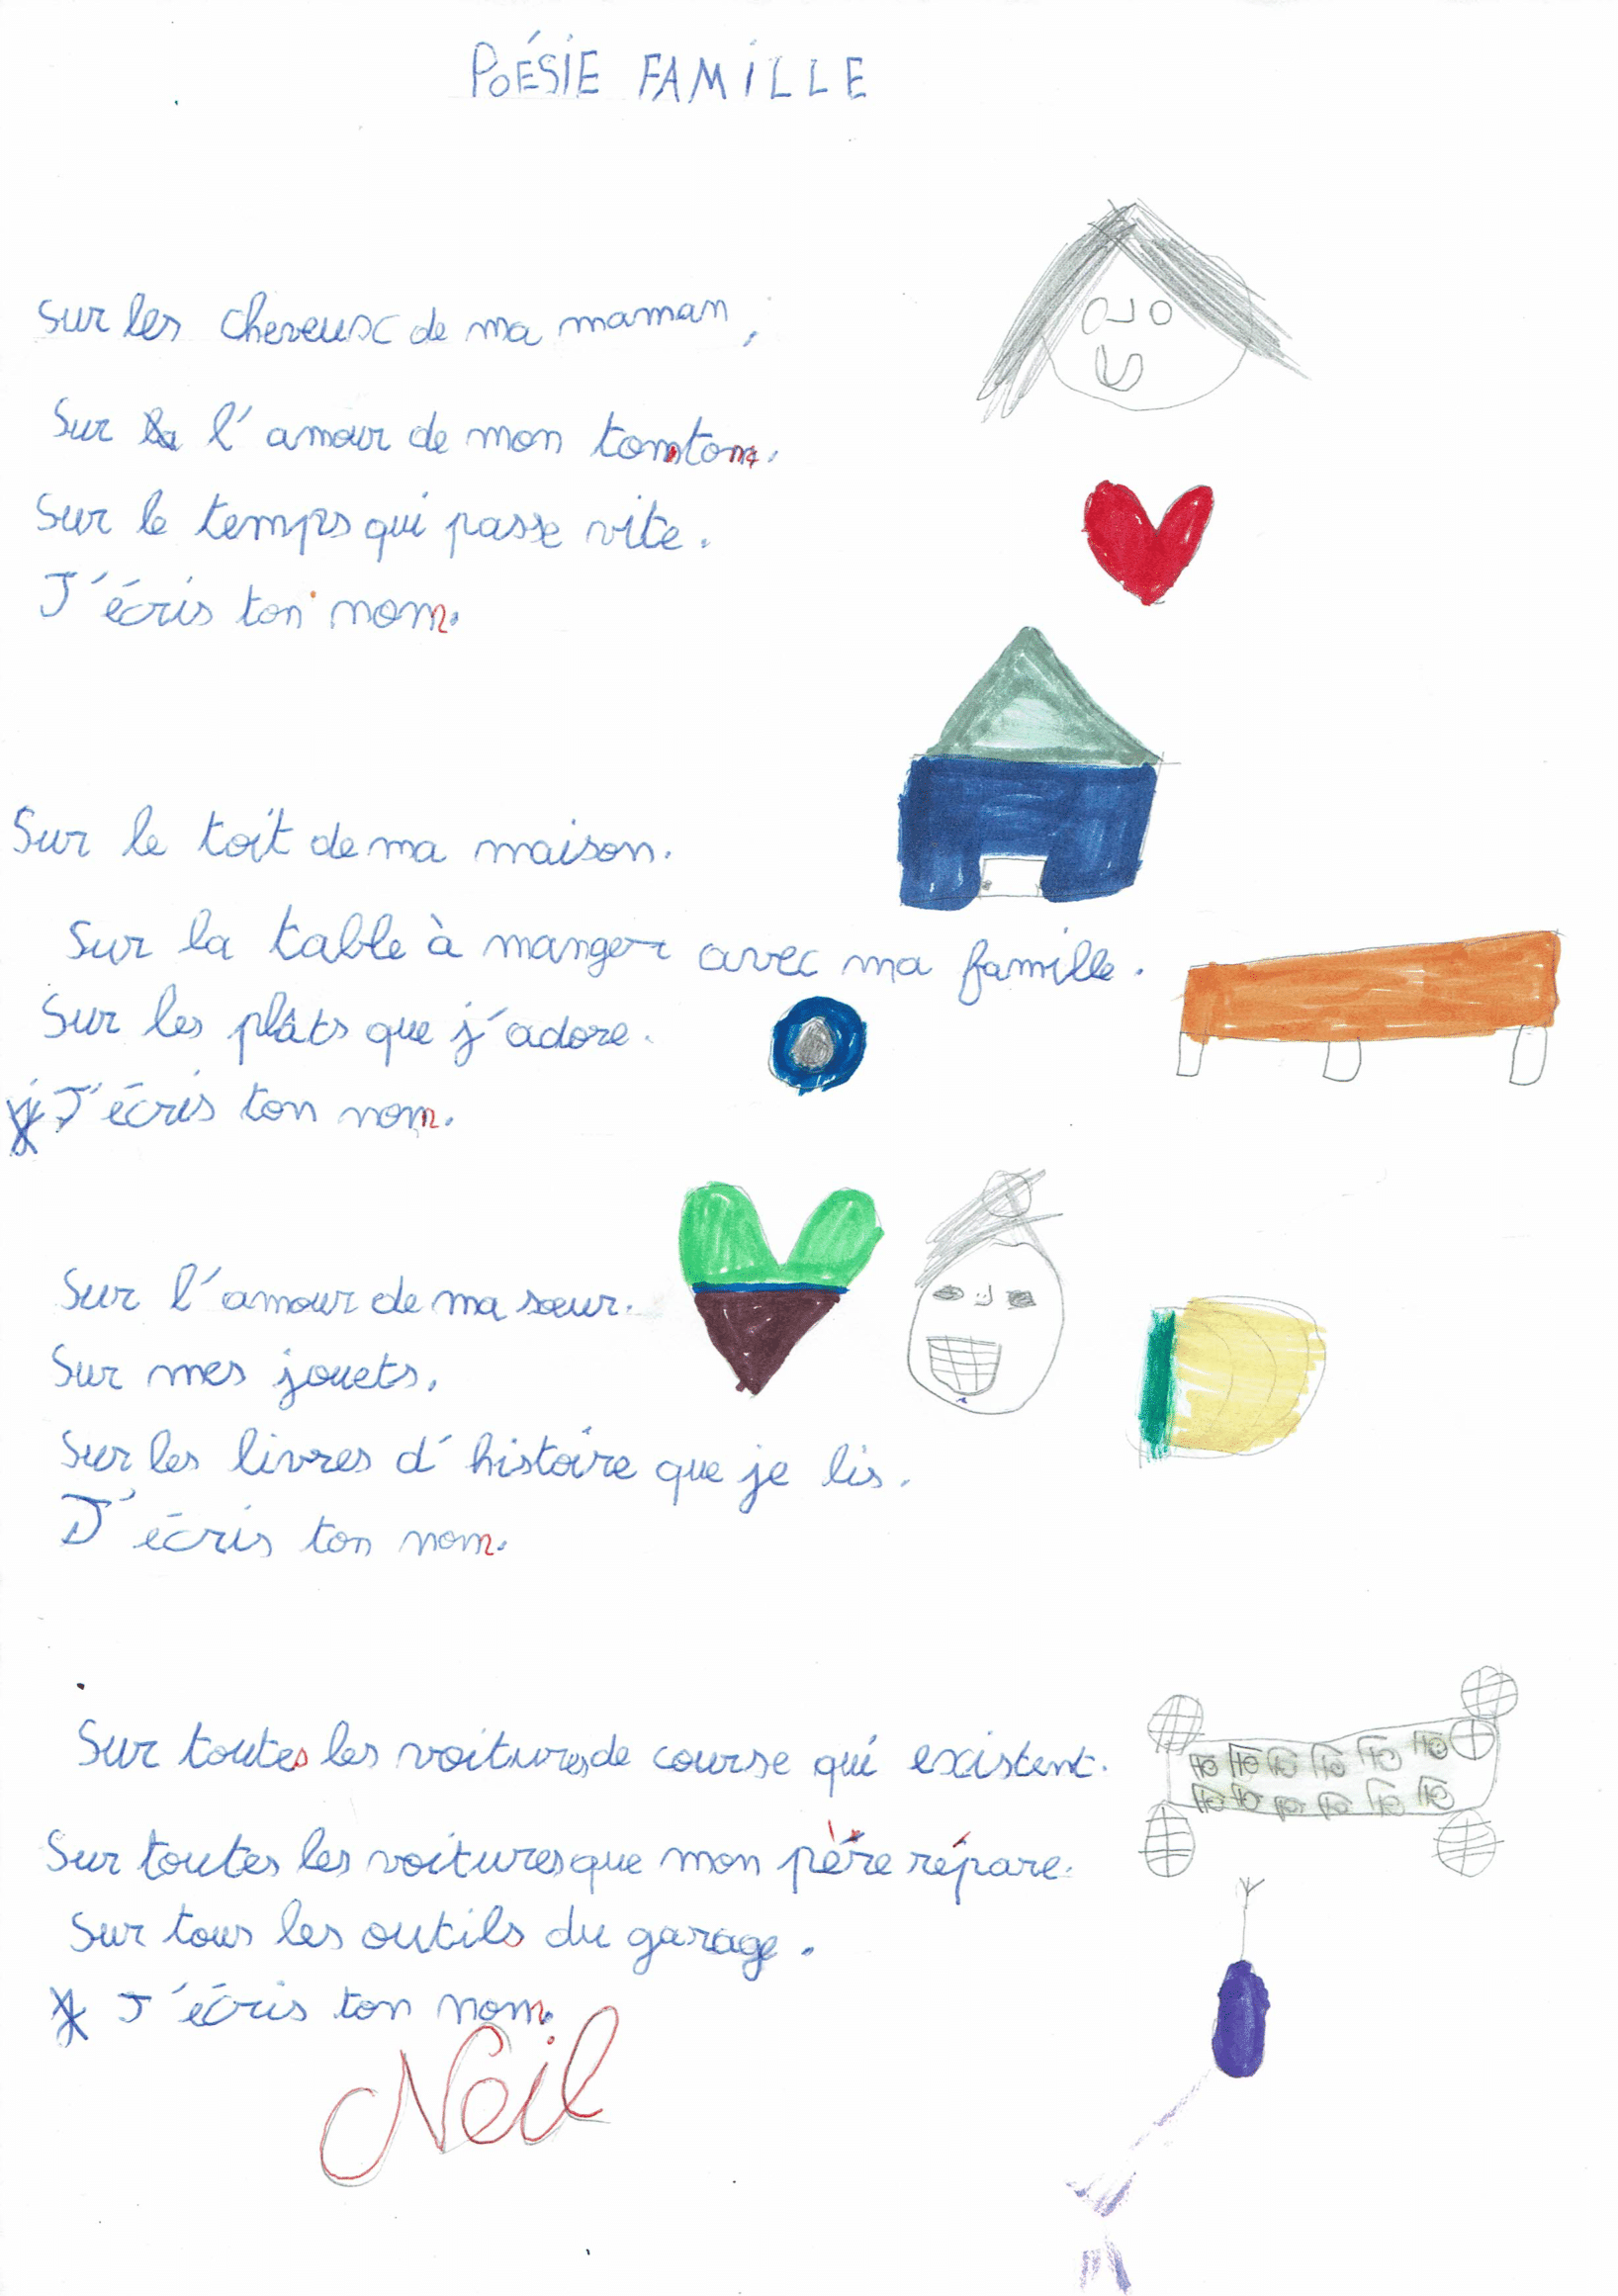 POÉSIE FAMILLE
Sur les cheveux de ma maman,
Sur l'amour de mon tonton.
Sur le temps qui passe vite.
J'écris ton nom.
Sur le toit de ma maison.
Sur la table à manger avec ma famille.
Sur les plâts que j'adore.
J'écris ton nom.
Sur l'amour de ma sœur.
Sur mes jouets,
Sur les livres d'histoire que je lis.
J'écris ton nom.
Sur toutes les voitures de course qui existent.
Sur toutes les voitures que mon père répare.
Sur tous les outils du garage.
J'écris ton nom.
Neil